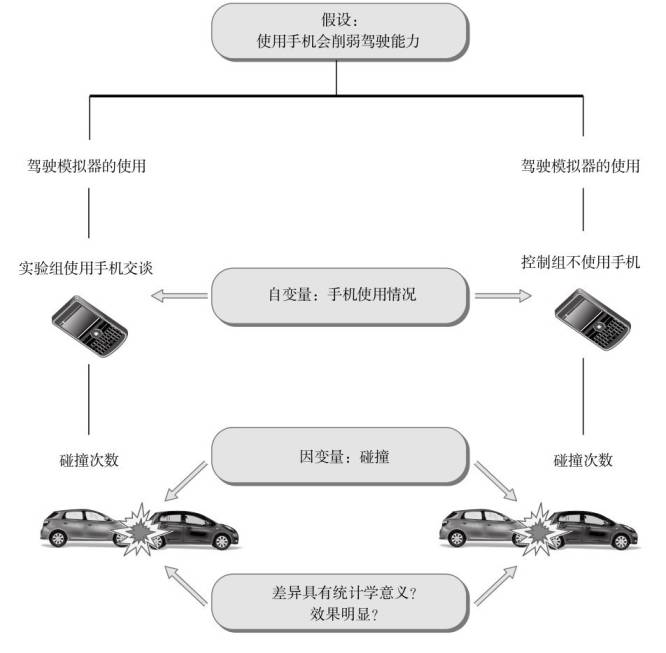 假设：
使用手机会削弱驾驶能力
驾驶模拟器的使用
驾驶模拟器的使用
实验组使用手机交谈
控制组不使用手机
自变量：手机使用情况
因变量：碰撞
碰撞次数
碰撞次数
差异具有统计学意义？
效果明显？